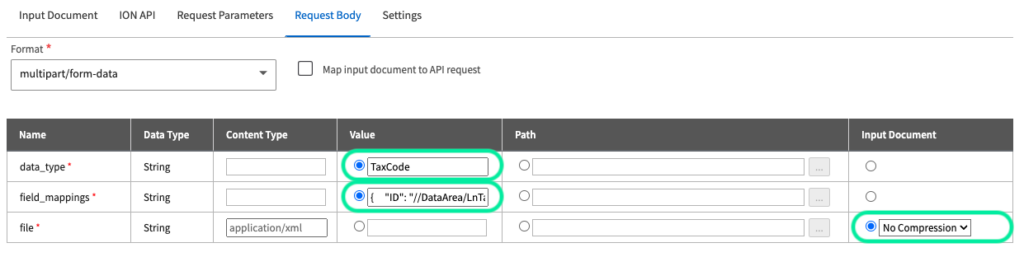 Input Document ION API Request Parameters Request Body Settings
Format *
multipart/form-data
Map input document to API request
Name Data Type Content Type Value Path Input Document
data_type * String TaxCode ...
field_mappings * String { "ID": "//DataArea/LnTa ...
file * String application/xml ... No Compression